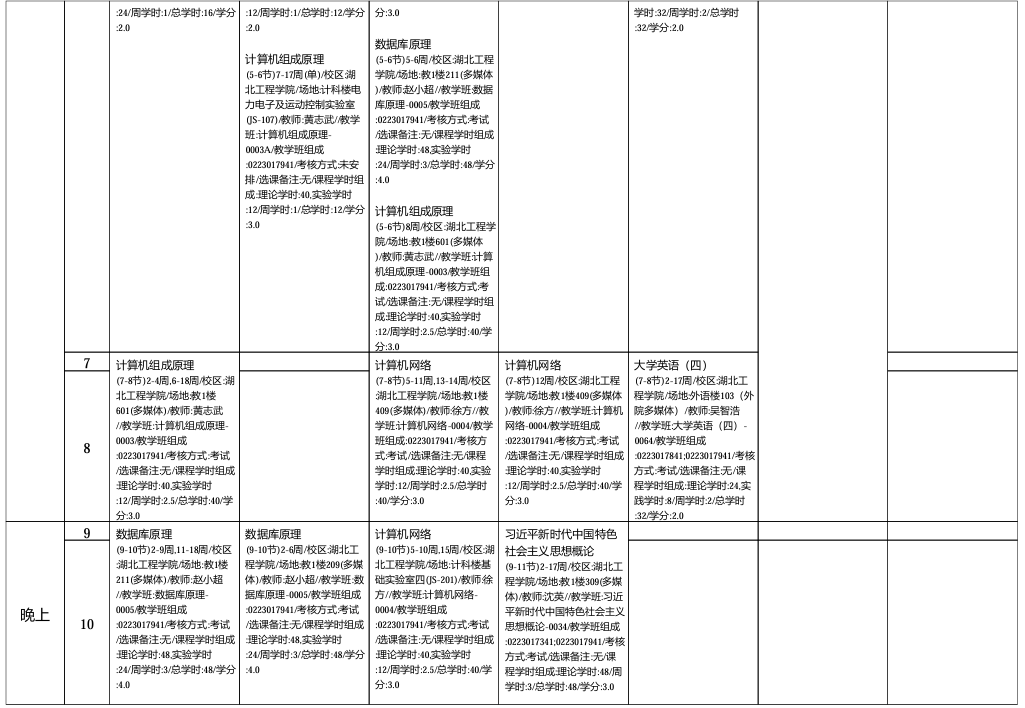 :24/周学时:1/总学时:16/学分
:2.0
:12/周学时:1/总学时:12/学分
:2.0
计算机组成原理
(5-6节)7-17周(单)/校区:湖
北工程学院/场地:计科楼电
力电子及运动控制实验室
(JS-107)/教师:黄志武//教学
班:计算机组成原理-
0003A/教学班组成
:0223017941/考核方式:未安
排/选课备注:无/课程学时组
成:理论学时:40,实验学时
:12/周学时:1/总学时:12/学分
:3.0
分:3.0
数据库原理
(5-6节)5-6周/校区:湖北工程
学院/场地:教1楼211(多媒体
)/教师:赵小超//教学班:数据
库原理-0005/教学班组成
:0223017941/考核方式:考试
/选课备注:无/课程学时组成
:理论学时:48,实验学时
:24/周学时:3/总学时:48/学分
:4.0
计算机组成原理
(5-6节)8周/校区:湖北工程学
院/场地:教1楼601(多媒体
)/教师:黄志武//教学班:计算
机组成原理-0003/教学班组
成:0223017941/考核方式:考
试/选课备注:无/课程学时组
成:理论学时:40,实验学时
:12/周学时:2.5/总学时:40/学
分:3.0
学时:32/周学时:2/总学时
:32/学分:2.0
7
8
计算机组成原理
(7-8节)2-4周,6-18周/校区:湖
北工程学院/场地:教1楼
601(多媒体)/教师:黄志武
//教学班:计算机组成原理-
0003/教学班组成
:0223017941/考核方式:考试
/选课备注:无/课程学时组成
:理论学时:40,实验学时
:12/周学时:2.5/总学时:40/学
分:3.0
计算机网络
(7-8节)5-11周,13-14周/校区
:湖北工程学院/场地:教1楼
409(多媒体)/教师:徐方//教
学班:计算机网络-0004/教学
班组成:0223017941/考核方
式:考试/选课备注:无/课程
学时组成:理论学时:40,实验
学时:12/周学时:2.5/总学时
:40/学分:3.0
计算机网络
(7-8节)12周/校区:湖北工程
学院/场地:教1楼409(多媒体
)/教师:徐方//教学班:计算机
网络-0004/教学班组成
:0223017941/考核方式:考试
/选课备注:无/课程学时组成
:理论学时:40,实验学时
:12/周学时:2.5/总学时:40/学
分:3.0
大学英语（四）
(7-8节)2-17周/校区:湖北工
程学院/场地:外语楼103（外
院多媒体）/教师:吴智浩
//教学班:大学英语（四）-
0064/教学班组成
:0223017841;0223017941/考核
方式:考试/选课备注:无/课
程学时组成:理论学时:24,实
践学时:8/周学时:2/总学时
:32/学分:2.0
晚上
9
10
数据库原理
(9-10节)2-9周,11-18周/校区
:湖北工程学院/场地:教1楼
211(多媒体)/教师:赵小超
//教学班:数据库原理-
0005/教学班组成
:0223017941/考核方式:考试
/选课备注:无/课程学时组成
:理论学时:48,实验学时
:24/周学时:3/总学时:48/学分
:4.0
数据库原理
(9-10节)2-6周/校区:湖北工
程学院/场地:教1楼209(多媒
体)/教师:赵小超//教学班:数
据库原理-0005/教学班组成
:0223017941/考核方式:考试
/选课备注:无/课程学时组成
:理论学时:48,实验学时
:24/周学时:3/总学时:48/学分
:4.0
计算机网络
(9-10节)5-10周,15周/校区:湖
北工程学院/场地:计科楼基
础实验室四(JS-201)/教师:徐
方//教学班:计算机网络-
0004/教学班组成
:0223017941/考核方式:考试
/选课备注:无/课程学时组成
:理论学时:40,实验学时
:12/周学时:2.5/总学时:40/学
分:3.0
习近平新时代中国特色
社会主义思想概论
(9-11节)2-17周/校区:湖北工
程学院/场地:教1楼309(多媒
体)/教师:沈英//教学班:习近
平新时代中国特色社会主义
思想概论-0034/教学班组成
:0223017341;0223017941/考核
方式:考试/选课备注:无/课
程学时组成:理论学时:48/周
学时:3/总学时:48/学分:3.0